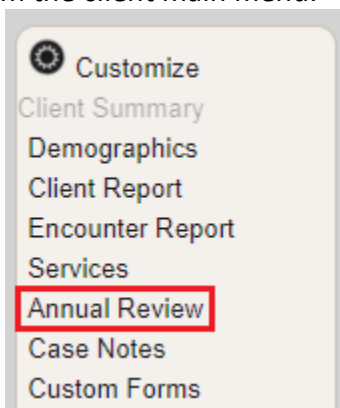 the client main menu.
Customize
Client Summary
Demographics
Client Report
Encounter Report
Services
Annual Review
Case Notes
Custom Forms